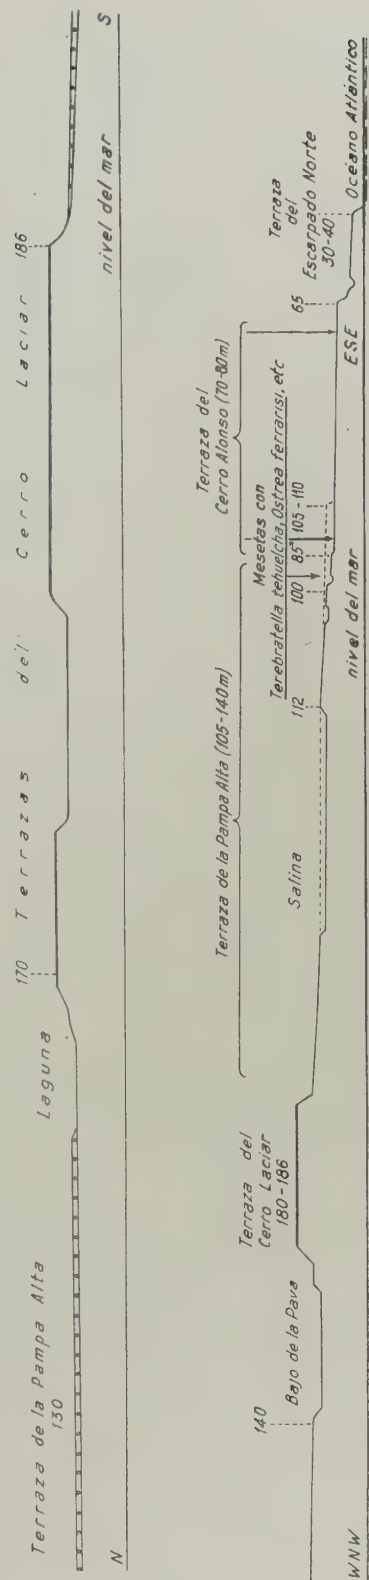 Terraza de la Pampa Alta
130
Laguna
170
Terrazas del Cerro Laciar
186
N
nivel del mar
S
140
Bajo de la Pava
Terraza del
Cerro Laciar
180-186
Terraza de la Pampa Alta (105-140m)
Salina
112
Terraza del
Cerro Alonso (70-80m)
Mesetas con
Terebratella tehuelcha, Ostrea ferrarisi, etc
100
85
105-110
65
Terraza
del
Escarpado Norte
30-40
Océano Atlántico
WNW
nivel del mar
ESE